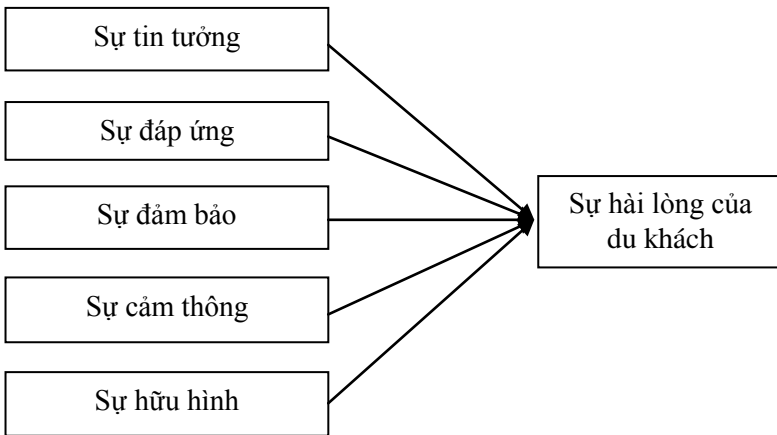 Sự tin tưởng
Sự đáp ứng
Sự đảm bảo
Sự cảm thông
Sự hữu hình
Sự hài lòng của
du khách